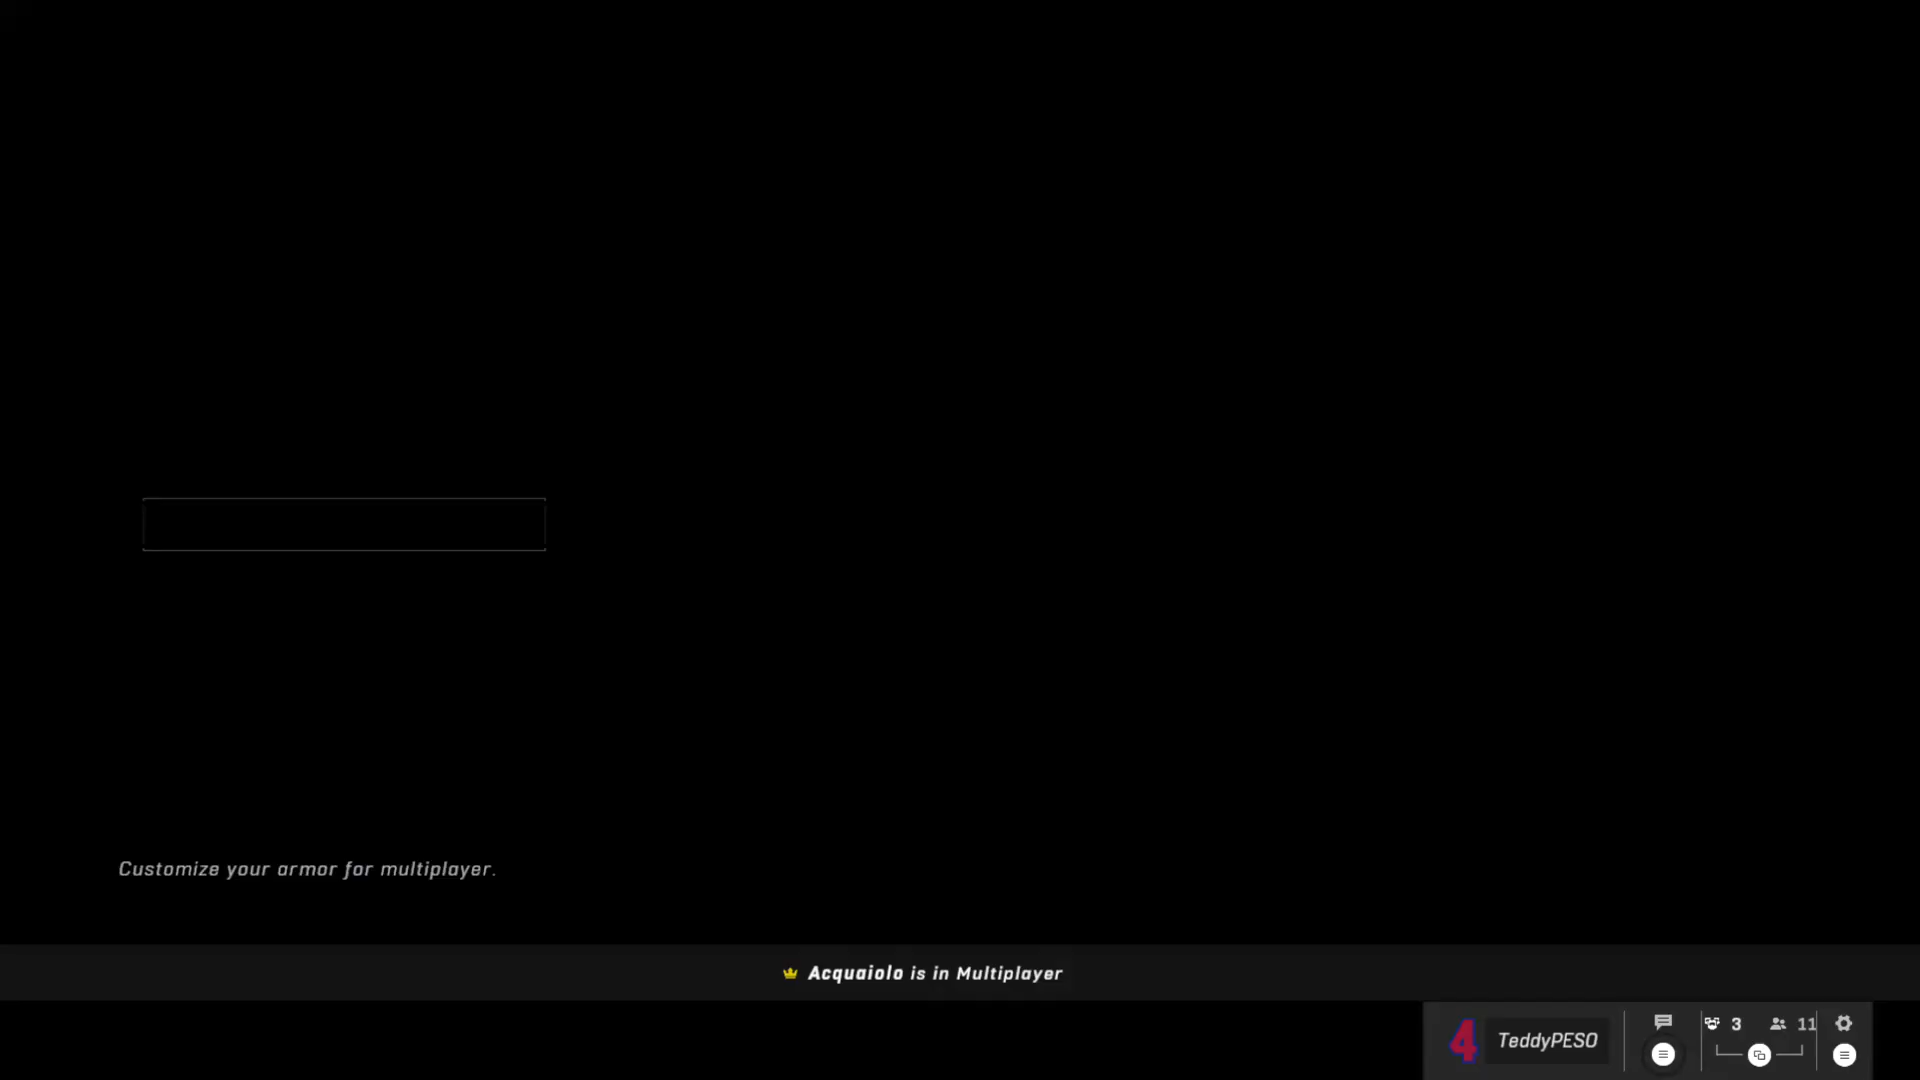 Customize your armor for multiplayer.
Acquaiolo is in Multiplayer
4 TeddyPESO 3 11